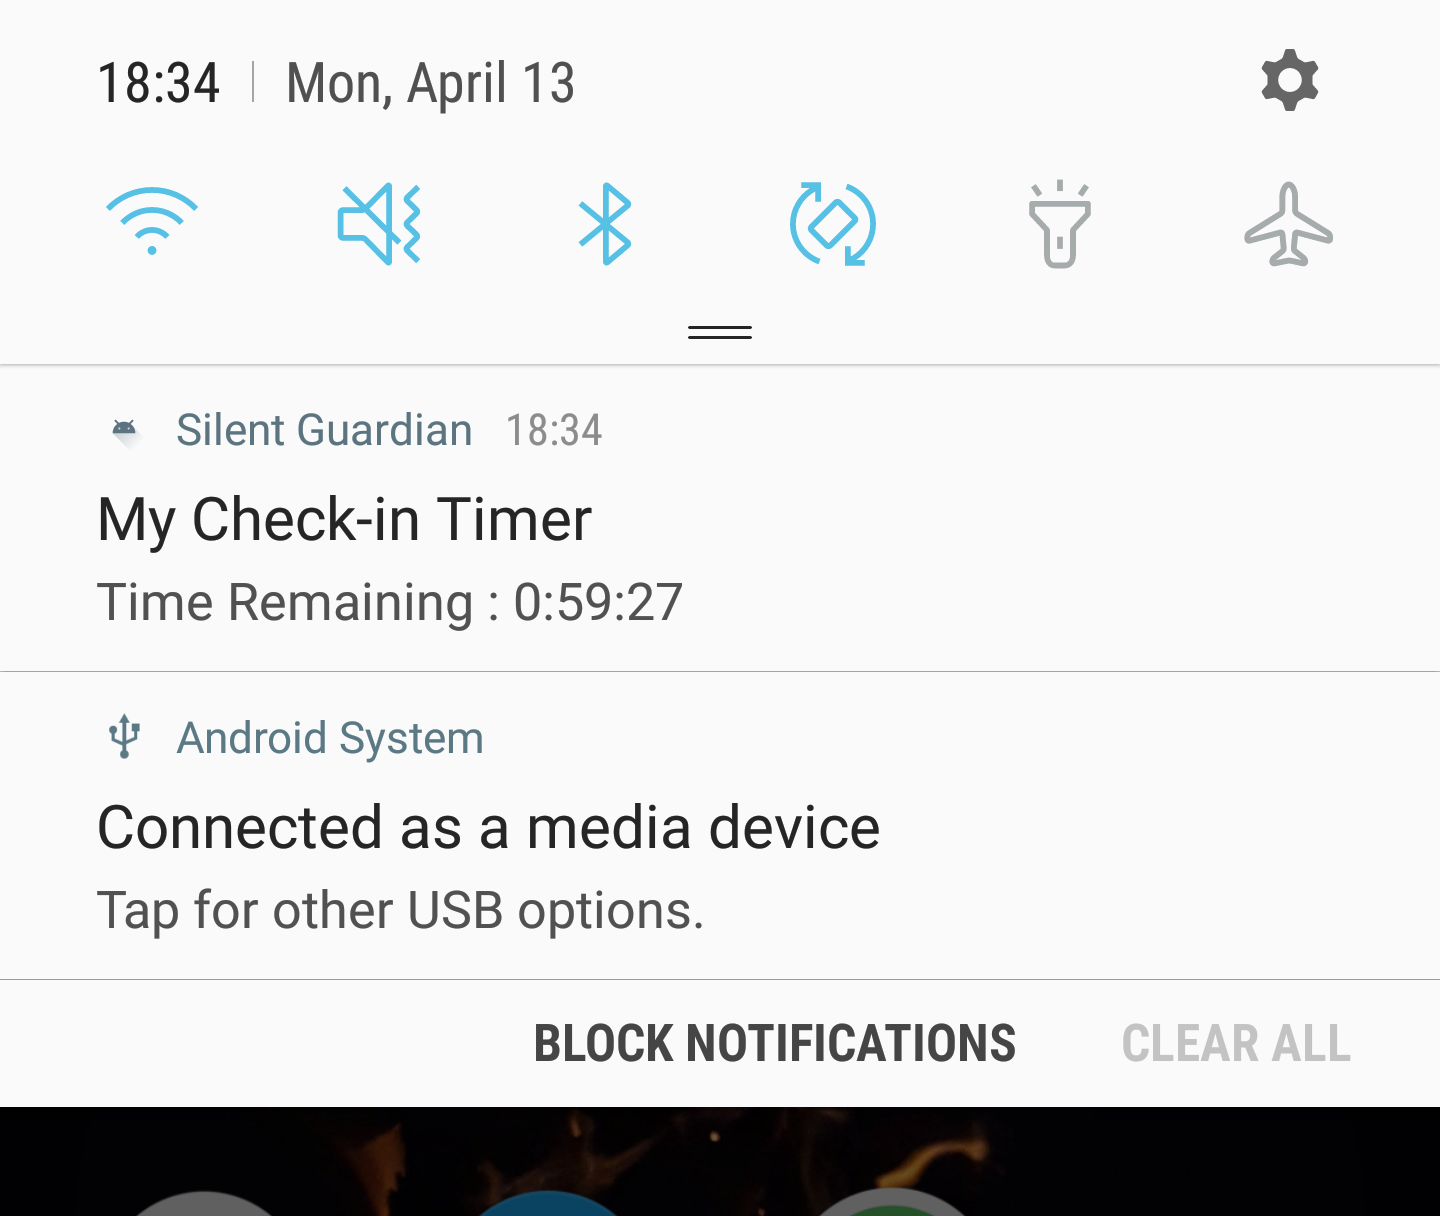 18:34 | Mon, April 13
Silent Guardian 18:34
My Check-in Timer
Time Remaining : 0:59:27
Android System
Connected as a media device
Tap for other USB options.
BLOCK NOTIFICATIONS CLEAR ALL